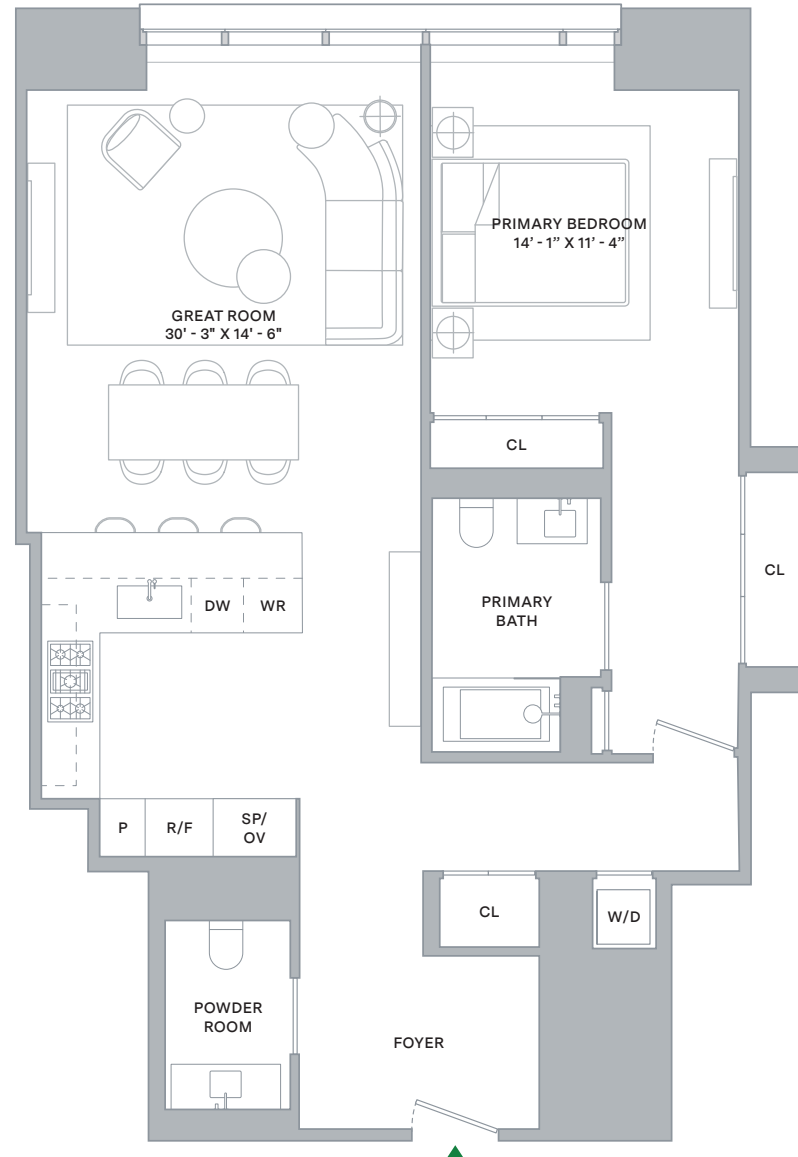 PRIMARY BEDROOM
14’ - 1” X 11’ - 4”
GREAT ROOM
30' - 3" X 14' - 6"
CL
CL
PRIMARY
BATH
DW
WR
P
R/F
SP/
OV
CL
W/D
POWDER
ROOM
FOYER